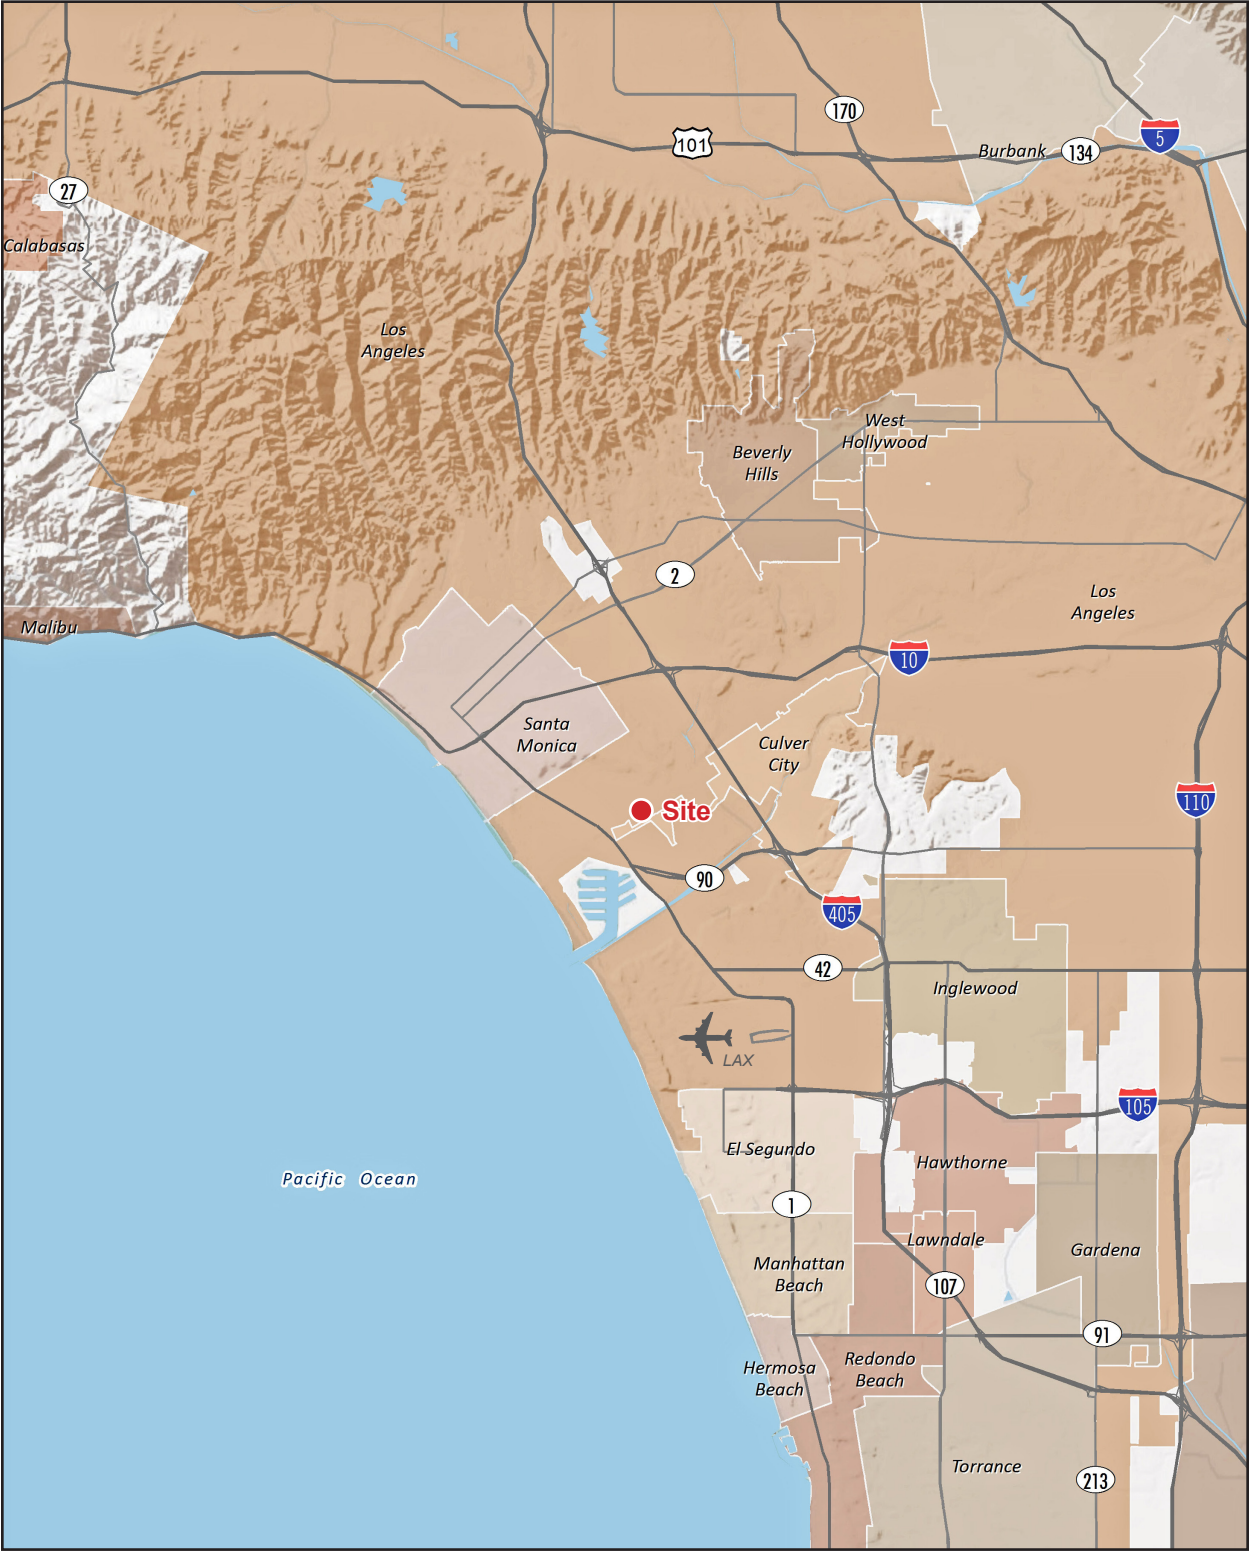 170
5
101
Burbank
134
27
Calabasas
Los
Angeles
West
Hollywood
Beverly
Hills
2
Los
Angeles
Malibu
10
Santa
Monica
Culver
City
110
Site
90
405
42
Inglewood
LAX
105
El Segundo
Hawthorne
Pacific Ocean
1
Lawndale
Gardena
Manhattan
Beach
107
91
Hermosa
Beach
Redondo
Beach
Torrance
213